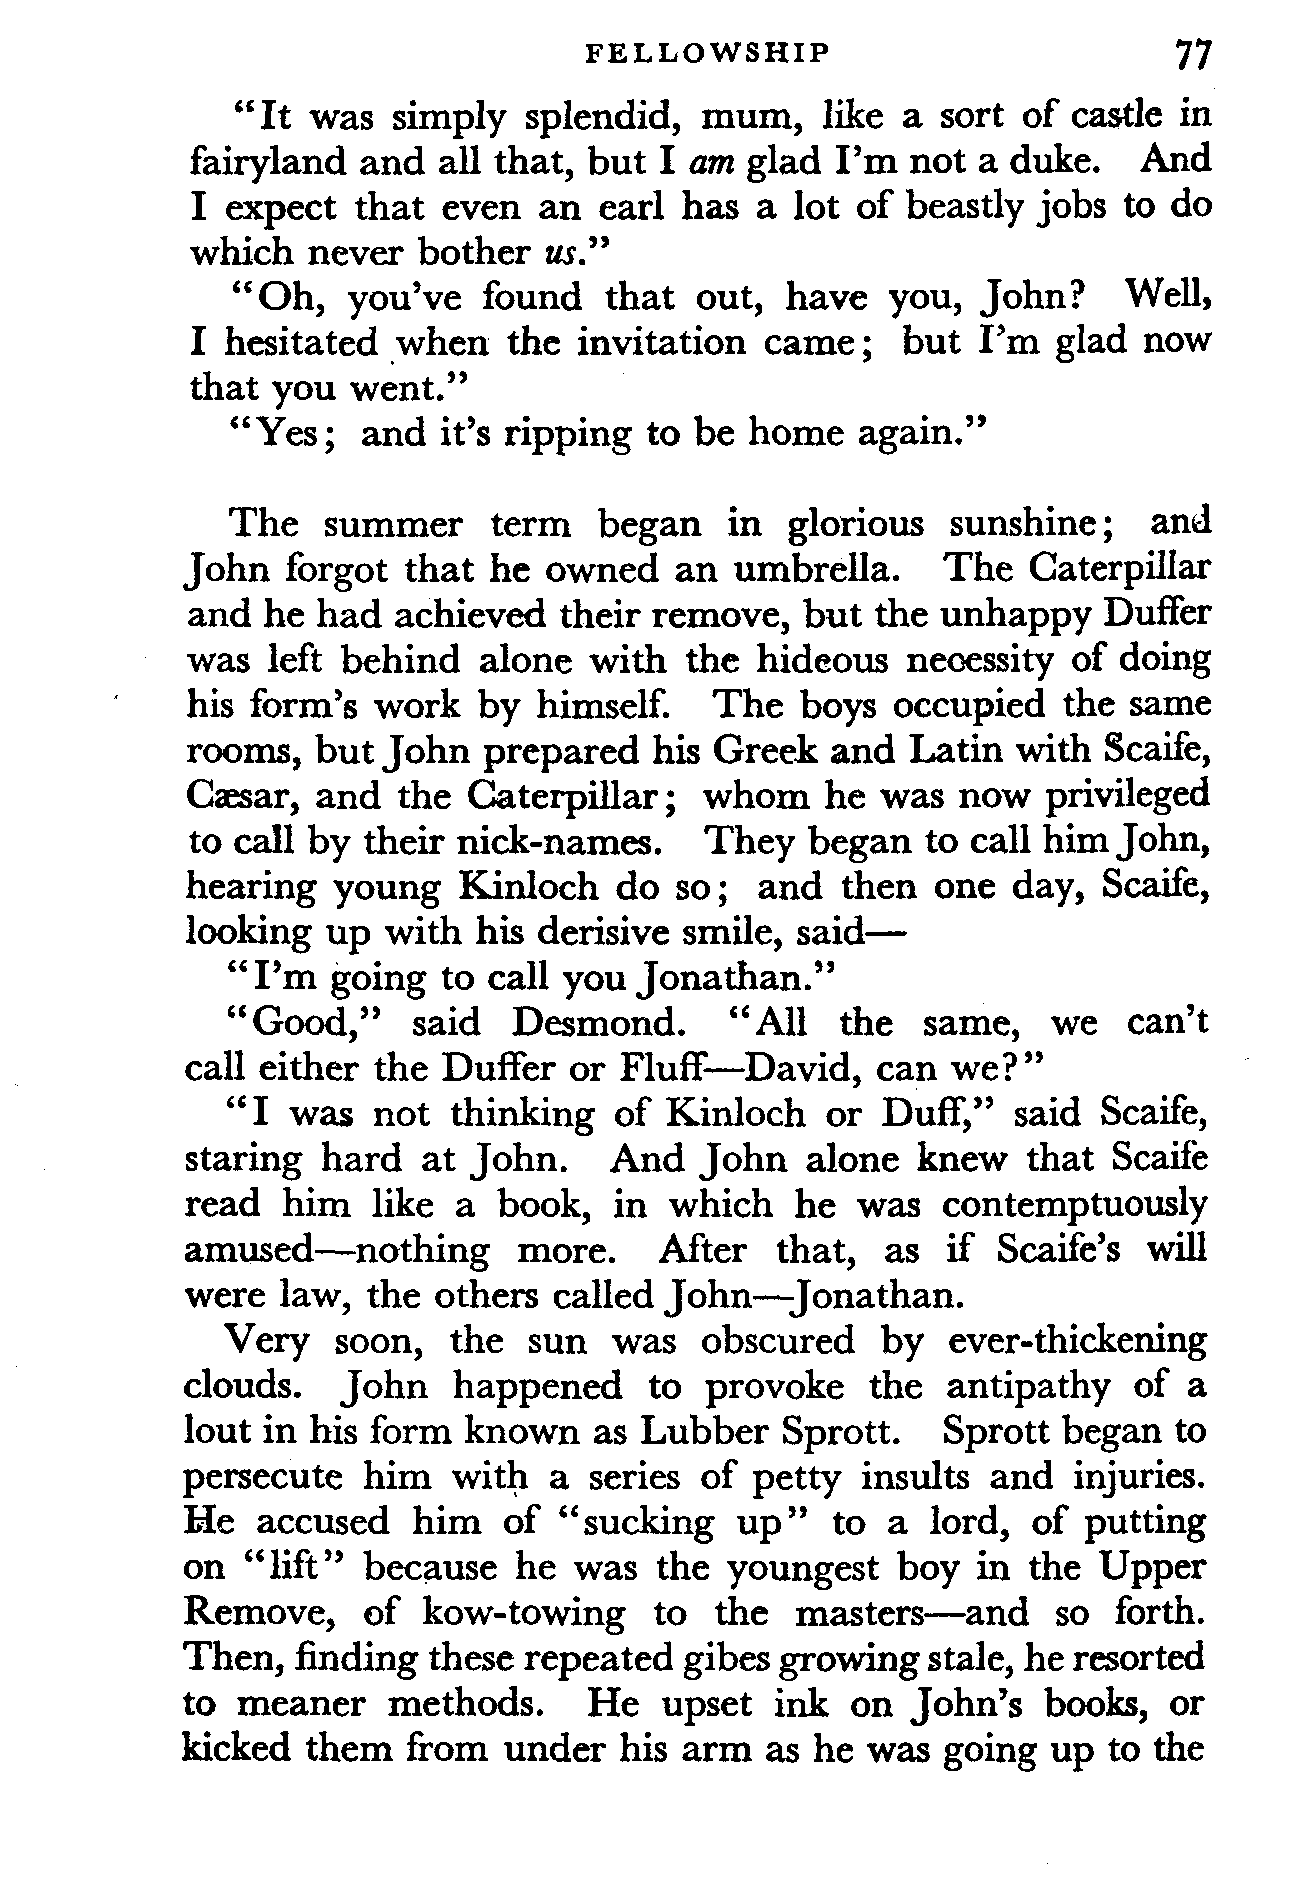 FELLOWSHIP 77
“It was simply splendid, mum, like a sort of castle in
fairyland and all that, but I am glad I’m not a duke. And
I expect that even an earl has a lot of beastly jobs to do
which never bother us.”
“Oh, you’ve found that out, have you, John? Well,
I hesitated when the invitation came; but I’m glad now
that you went.”
“Yes; and it’s ripping to be home again.”
The summer term began in glorious sunshine; and
John forgot that he owned an umbrella. The Caterpillar
and he had achieved their remove, but the unhappy Duffer
was left behind alone with the hideous necessity of doing
his form’s work by himself. The boys occupied the same
rooms, but John prepared his Greek and Latin with Scaife,
Cæsar, and the Caterpillar; whom he was now privileged
to call by their nick-names. They began to call him John,
hearing young Kinloch do so; and then one day, Scaife,
looking up with his derisive smile, said—
“I’m going to call you Jonathan.”
“Good,” said Desmond. “All the same, we can’t
call either the Duffer or Fluff—David, can we?”
“I was not thinking of Kinloch or Duff,” said Scaife,
staring hard at John. And John alone knew that Scaife
read him like a book, in which he was contemptuously
amused—nothing more. After that, as if Scaife’s will
were law, the others called John—Jonathan.
Very soon, the sun was obscured by ever-thickening
clouds. John happened to provoke the antipathy of a
lout in his form known as Lubber Sprott. Sprott began to
persecute him with a series of petty insults and injuries.
He accused him of “sucking up” to a lord, of putting
on “lift” because he was the youngest boy in the Upper
Remove, of kow-towing to the masters—and so forth.
Then, finding these repeated gibes growing stale, he resorted
to meaner methods. He upset ink on John’s books, or
kicked them from under his arm as he was going up to the